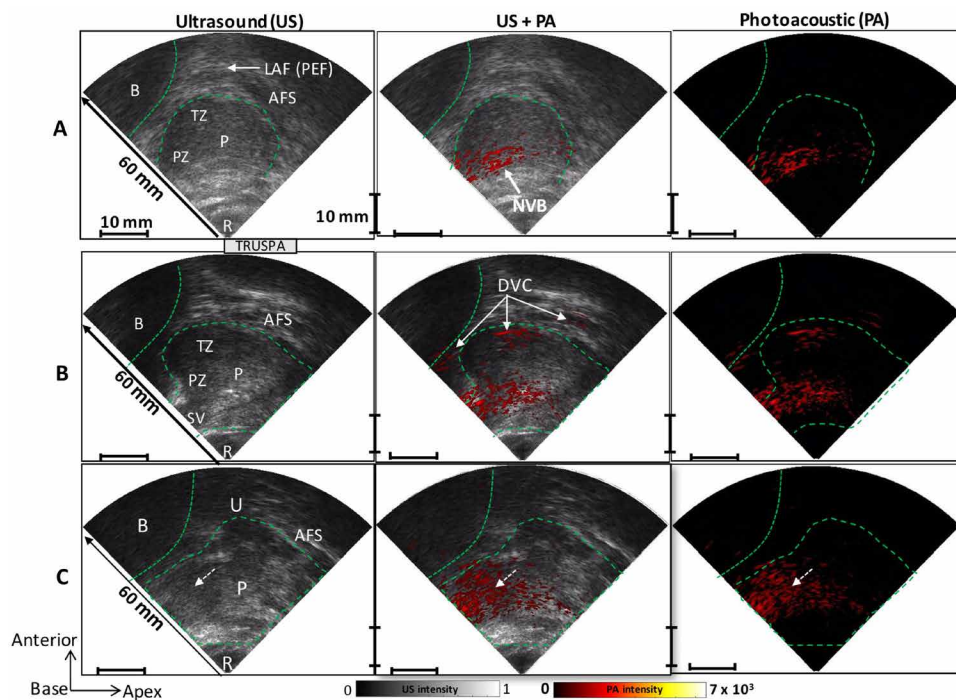 Ultrasound (US) US + PA Photoacoustic (PA)
A
B
LAF (PEF)
AFS
TZ
P
PZ
60 mm
10 mm
R
10 mm
NVB
TRUSPA
B
B
AFS
TZ
P
PZ
60 mm
SV
R
DVC
C
B
U
AFS
P
60 mm
R
Anterior
Base
Apex
0 US intensity 1
0 PA intensity 7 x 10³